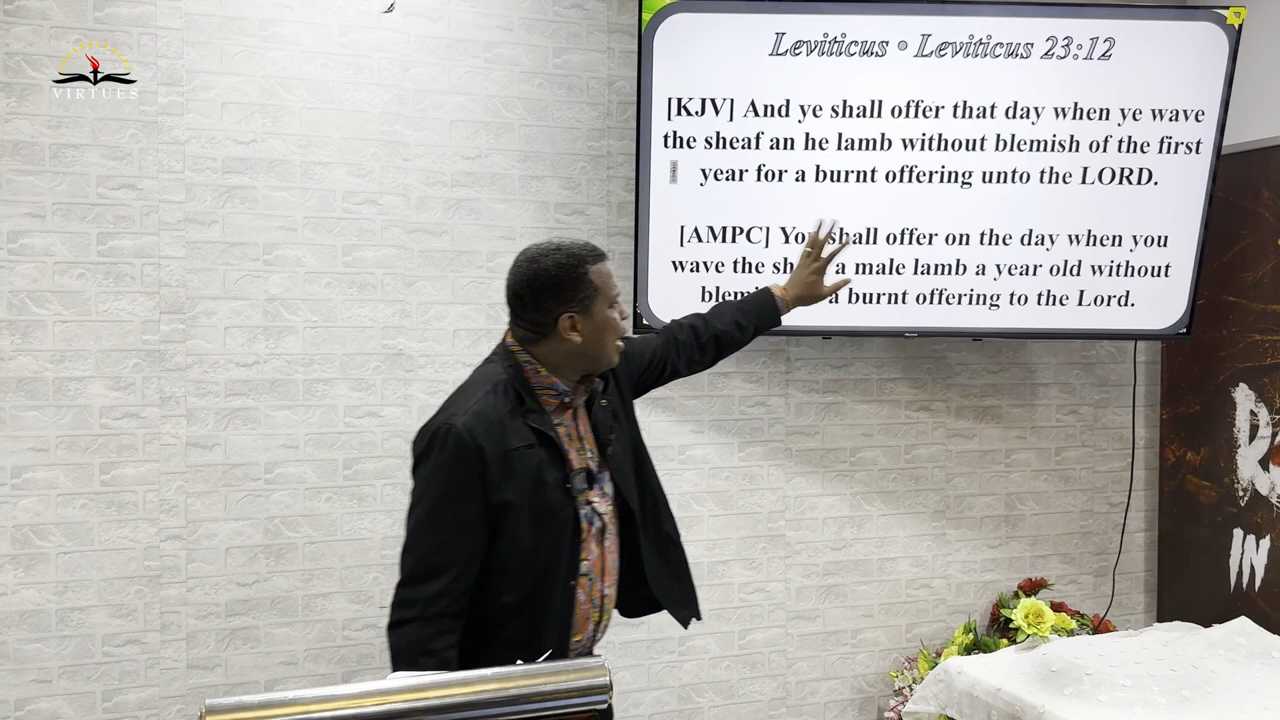 VIRTUES
Leviticus • Leviticus 23:12
[KJV] And ye shall offer that day when ye wave
the sheaf an he lamb without blemish of the first
year for a burnt offering unto the LORD.
[AMPC] You shall offer on the day when you
wave the a male lamb a year old without
a burnt offering to the Lord.
IN